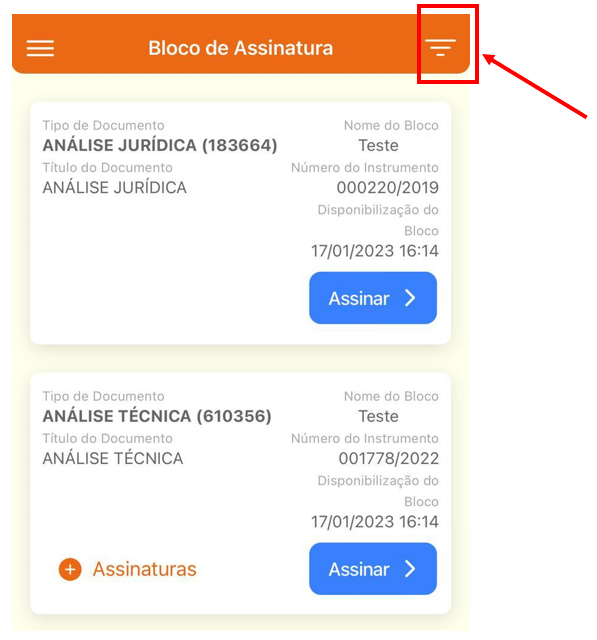 Bloco de Assinatura
Tipo de Documento
Nome do Bloco
ANÁLISE JURÍDICA (183664)
Teste
Título do Documento
Número do Instrumento
ANÁLISE JURÍDICA
000220/2019
Disponibilização do
Bloco
17/01/2023 16:14
Assinar
Tipo de Documento
Nome do Bloco
ANÁLISE TÉCNICA (610356)
Teste
Título do Documento
Número do Instrumento
ANÁLISE TÉCNICA
001778/2022
Disponibilização do
Bloco
17/01/2023 16:14
Assinaturas
Assinar